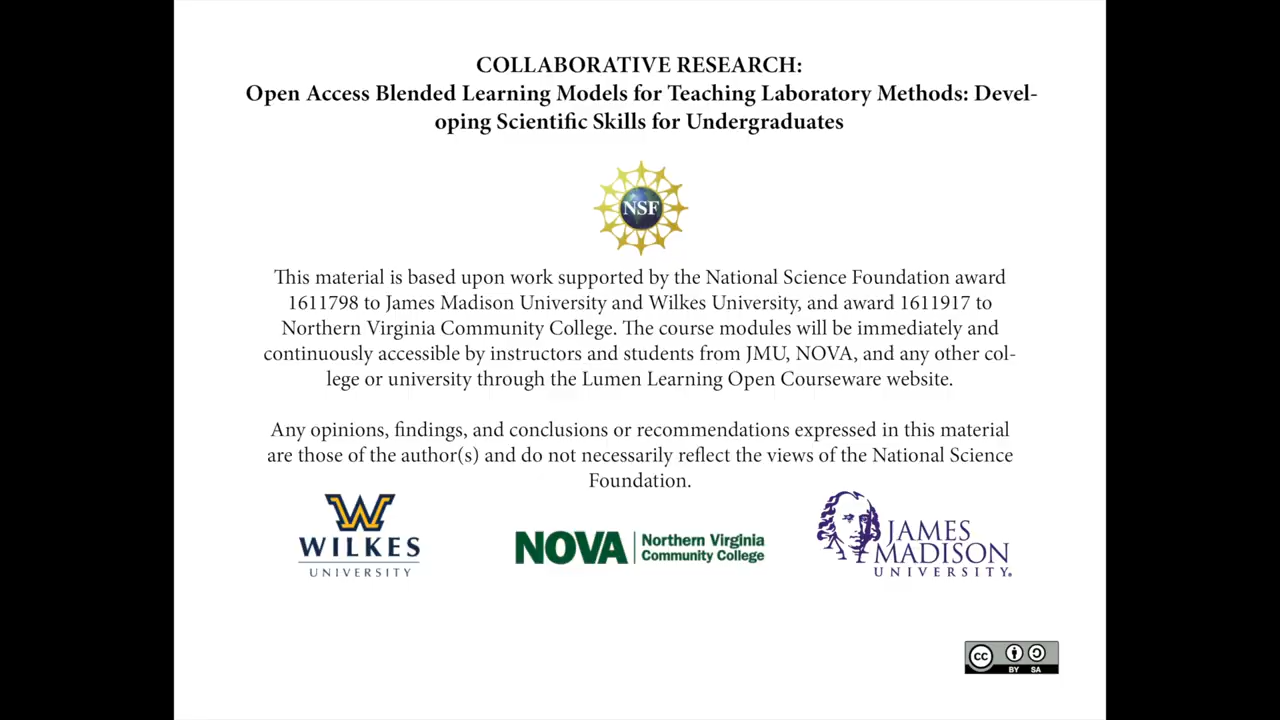 COLLABORATIVE RESEARCH:
Open Access Blended Learning Models for Teaching Laboratory Methods: Devel-
oping Scientific Skills for Undergraduates
NSF
This material is based upon work supported by the National Science Foundation award
1611798 to James Madison University and Wilkes University, and award 1611917 to
Northern Virginia Community College. The course modules will be immediately and
continuously accessible by instructors and students from JMU, NOVA, and any other col-
lege or university through the Lumen Learning Open Courseware website.
Any opinions, findings, and conclusions or recommendations expressed in this material
are those of the author(s) and do not necessarily reflect the views of the National Science
Foundation.
W
WILKES
UNIVERSITY
NOVA
Northern Virginia
Community College
JAMES
MADISON
UNIVERSITY.
cc
BY SA